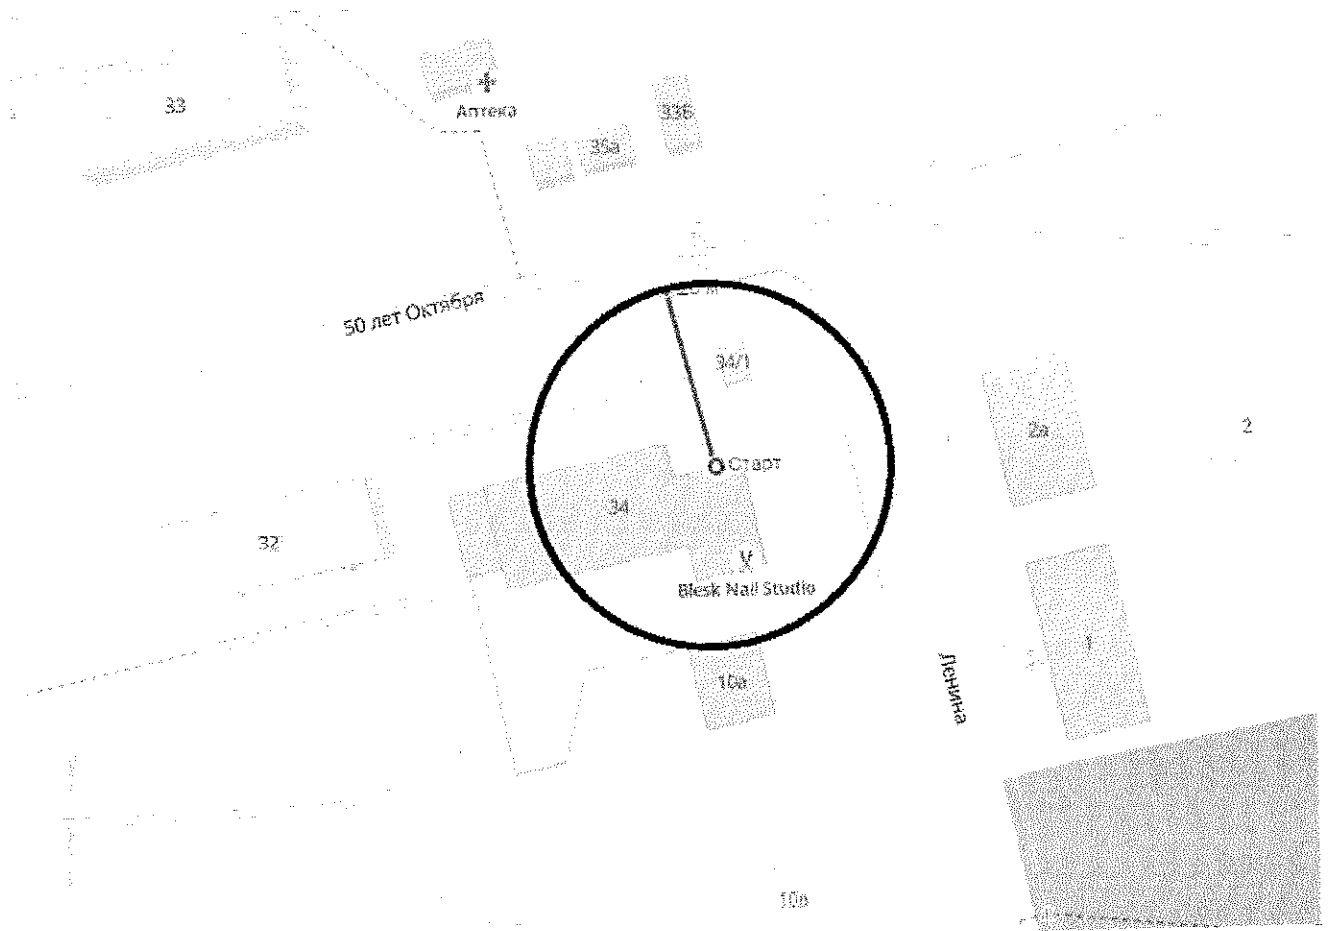 33
Аптека
33Б
35а
50 лет Октября
34/1
2а
2
Старт
34
32
Blesk Nail Studio
1
10а
Ленина